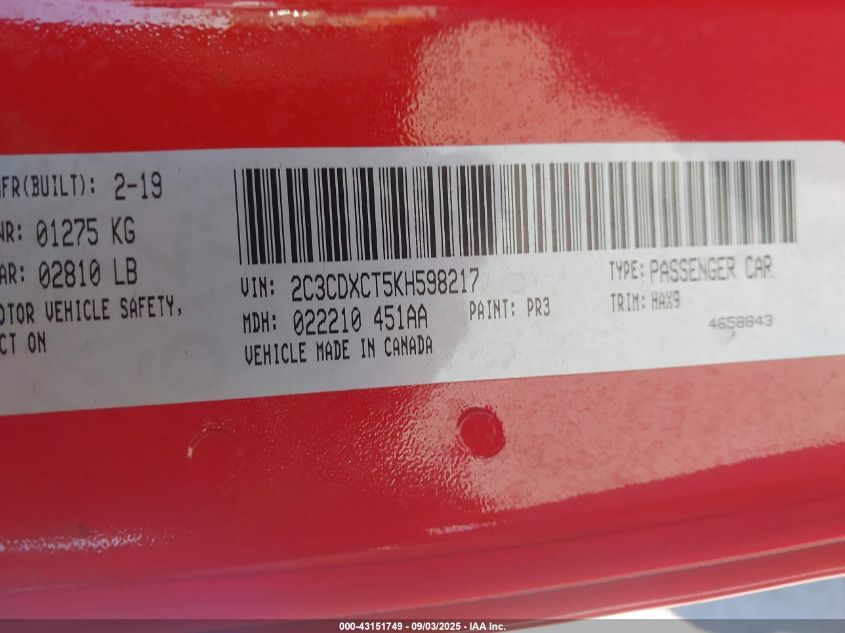 MFR(BUILT): 2-19
WR: 01275 KG
AR: 02810 LB
OTOR VEHICLE SAFETY,
CT ON
VIN: 2C3CDXCT5KH598217
TYPE: PASSENGER CAR
MDH: 022210 451AA
PAINT: PR3
TRIM: HAX9
VEHICLE MADE IN CANADA
4658843
000-43151749 - 09/03/2025 - IAA Inc.